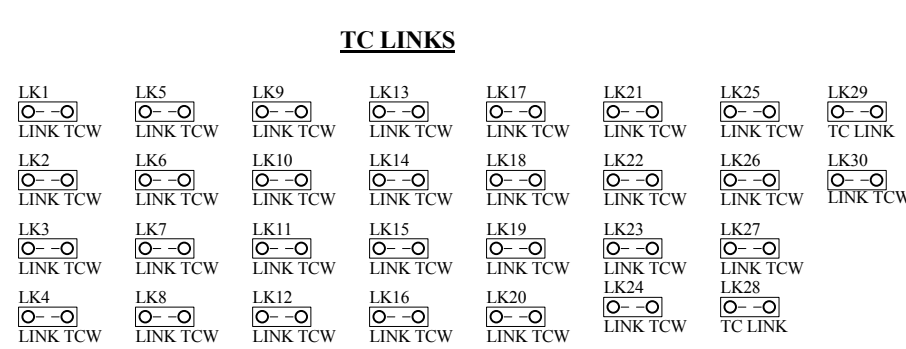 TC LINKS
LK1 LK5 LK9 LK13 LK17 LK21 LK25 LK29
LINK TCW LINK TCW LINK TCW LINK TCW LINK TCW LINK TCW LINK TCW TC LINK
LK2 LK6 LK10 LK14 LK18 LK22 LK26 LK30
LINK TCW LINK TCW LINK TCW LINK TCW LINK TCW LINK TCW LINK TCW LINK TCW
LK3 LK7 LK11 LK15 LK19 LK23 LK27
LINK TCW LINK TCW LINK TCW LINK TCW LINK TCW LINK TCW LINK TCW
LK4 LK8 LK12 LK16 LK20 LK24 LK28
LINK TCW LINK TCW LINK TCW LINK TCW LINK TCW LINK TCW TC LINK